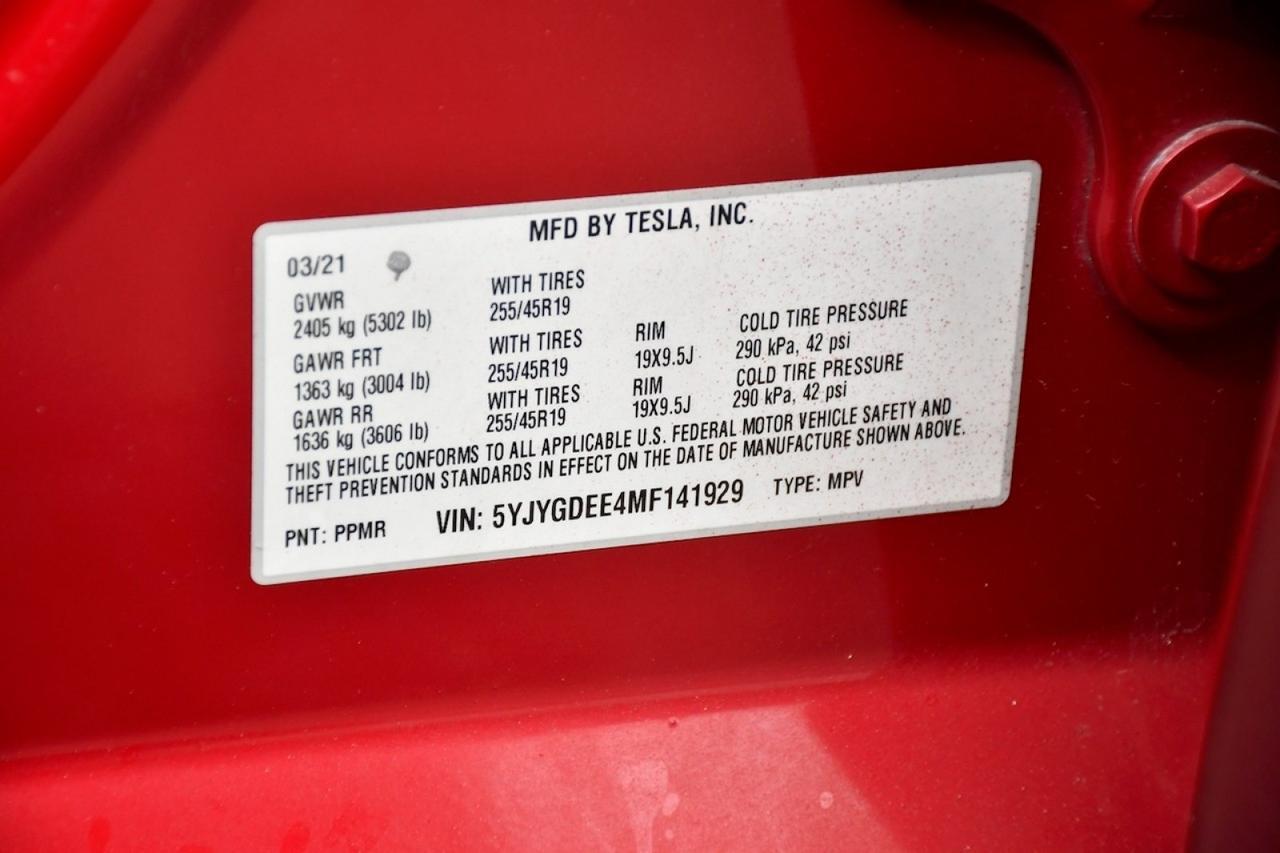 MFD BY TESLA, INC.
03/21
GVWR WITH TIRES
2405 kg (5302 lb) 255/45R19
GAWR FRT WITH TIRES RIM COLD TIRE PRESSURE
1363 kg (3004 lb) 255/45R19 19X9.5J 290 kPa, 42 psi
GAWR RR WITH TIRES RIM COLD TIRE PRESSURE
1636 kg (3606 lb) 255/45R19 19X9.5J 290 kPa, 42 psi
THIS VEHICLE CONFORMS TO ALL APPLICABLE U.S. FEDERAL MOTOR VEHICLE SAFETY AND
THEFT PREVENTION STANDARDS IN EFFECT ON THE DATE OF MANUFACTURE SHOWN ABOVE.
PNT: PPMR VIN: 5YJYGDEE4MF141929 TYPE: MPV